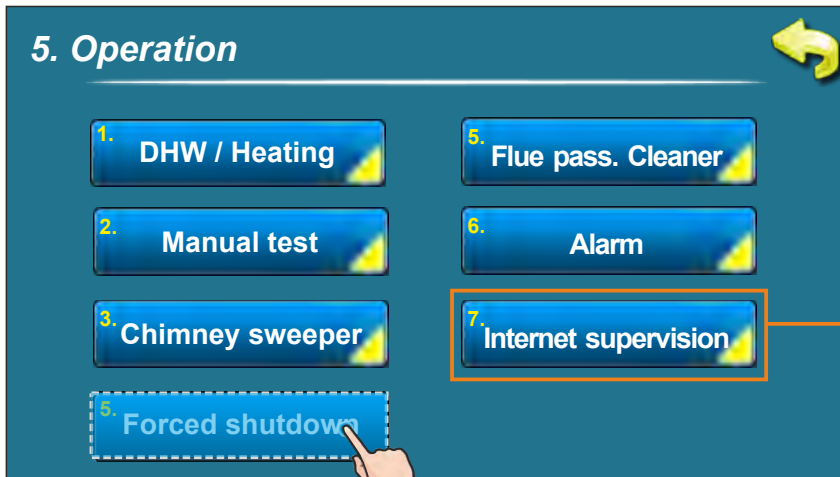 5. Operation
1. DHW / Heating
2. Manual test
3. Chimney sweeper
5. Forced shutdown
5. Flue pass. Cleaner
6. Alarm
7. Internet supervision